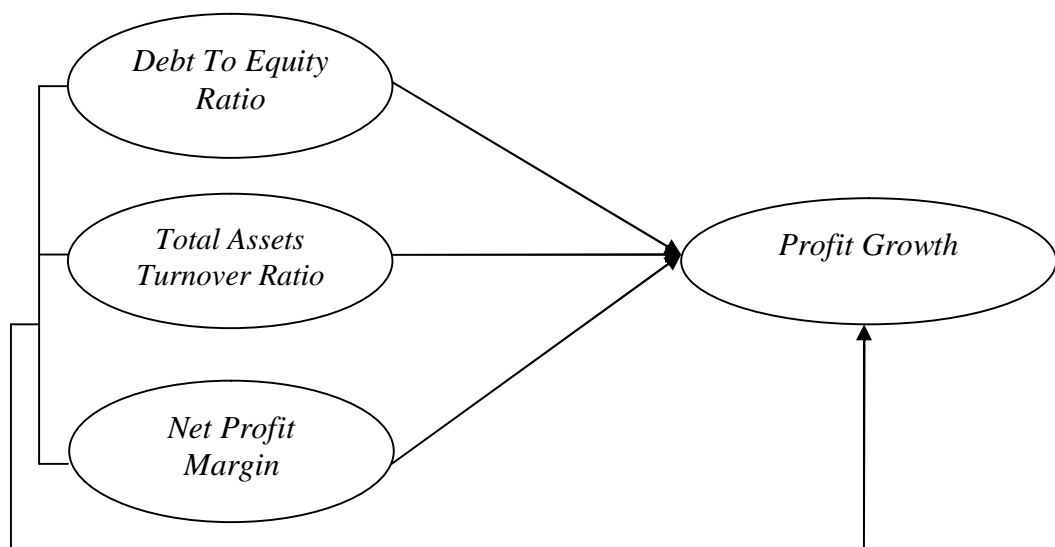 Debt To Equity
Ratio
Total Assets
Turnover Ratio
Profit Growth
Net Profit
Margin